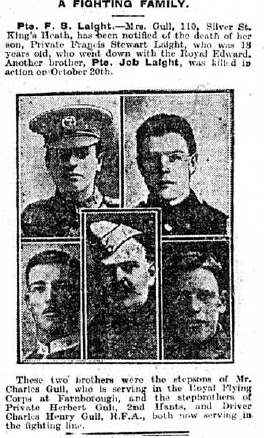 A FIGHTING FAMILY.
Pte. F. S. Laight.—Mrs. Gull, 110, Silver St.
King's Heath, has been notified of the death of her
son, Private Francis Stewart Laight, who was 18
years old, who went down with the Royal Edward.
Another brother, Pte. Job Laight, was killed in
action on October 20th.
These two brothers were the stepsons of Mr.
Charles Gull, who is serving in the Royal Flying
Corps at Farnborough, and the stepbrothers of
Private Herbert Gull, 2nd Hants, and Driver
Charles Henry Gull, R.F.A., both now serving in
the fighting line.